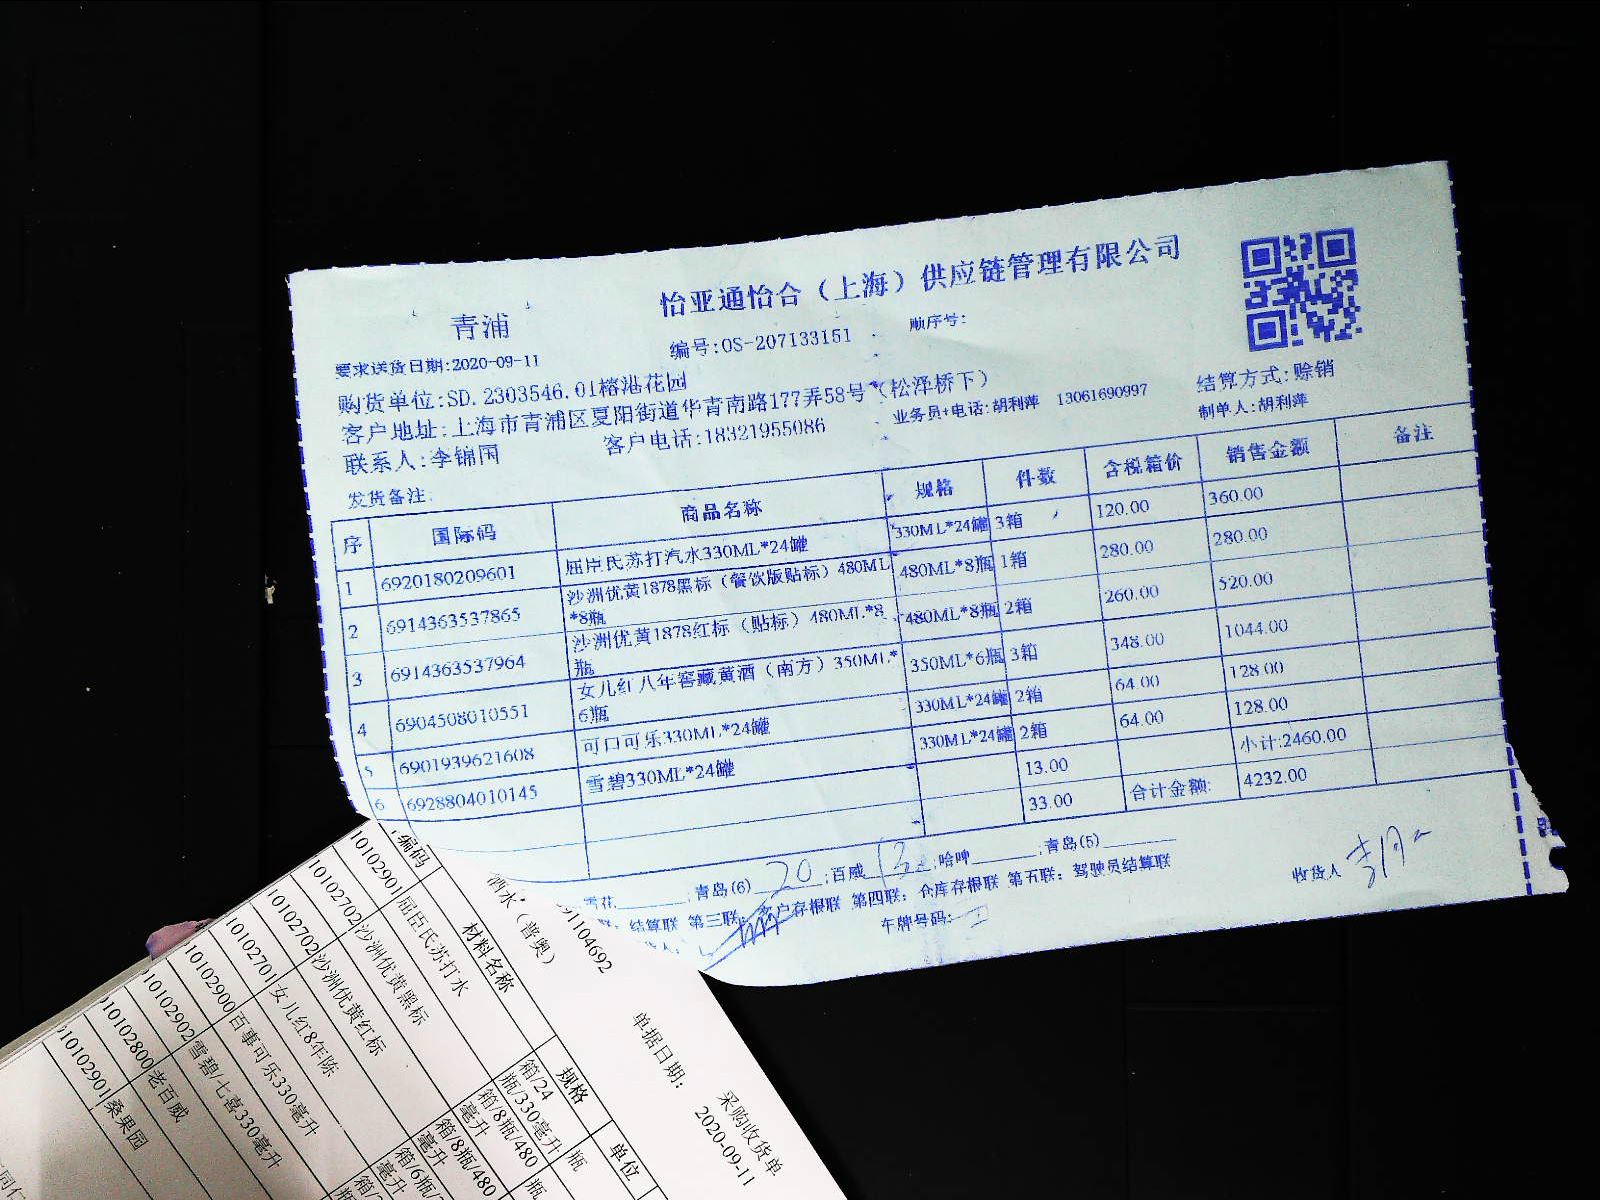 怡亚通怡合（上海）供应链管理有限公司
青浦
编号:OS-207133151
顺序号:
要求送货日期:2020-09-11
购货单位:SD.2303546.01榕港花园
结算方式:赊销
客户地址:上海市青浦区夏阳街道华青南路177弄58号（松泽桥下）
业务员+电话:胡利萍 13061690997
制单人:胡利萍
联系人:李锦国
客户电话:18321955086
发货备注:
序 国际码 商品名称 规格 件数 含税箱价 销售金额 备注
1 6920180209601 屈臣氏苏打汽水330ML*24罐 330ML*24罐 3箱 120.00 360.00
2 6914363537865 沙洲优黄1878黑标（餐饮版贴标）480ML*8瓶 480ML*8瓶 1箱 280.00 280.00
3 6914363537964 沙洲优黄1878红标（贴标）480ML*8瓶 480ML*8瓶 2箱 260.00 520.00
4 6904508010551 女儿红八年窖藏黄酒（南方）350ML*6瓶 350ML*6瓶 3箱 348.00 1044.00
5 6901939621608 可口可乐330ML*24罐 330ML*24罐 2箱 64.00 128.00
6 6928804010145 雪碧330ML*24罐 330ML*24罐 2箱 64.00 128.00
13.00 小计:2460.00
33.00 合计金额: 4232.00
雪花 ;青岛(6) 20 ;百威 ;哈啤 ;青岛(5)
结算联 第三联: 客户存根联 第四联: 仓库存根联 第五联: 驾驶员结算联
车牌号码:
收货人
采购收货单
单据日期: 2020-09-11
91104692
酒水（普奥）
编码 材料名称 规格 单位
10102901 屈臣氏苏打水 箱/24瓶/330毫升 瓶
10102702 沙洲优黄黑标 箱/8瓶/480毫升 瓶
10102702 沙洲优黄红标 箱/8瓶/480毫升
10102701 女儿红8年陈 箱/6瓶/
10102900 百事可乐330毫升
10102902 雪碧/七喜330毫升
10102800 老百威
10102901 桑果园